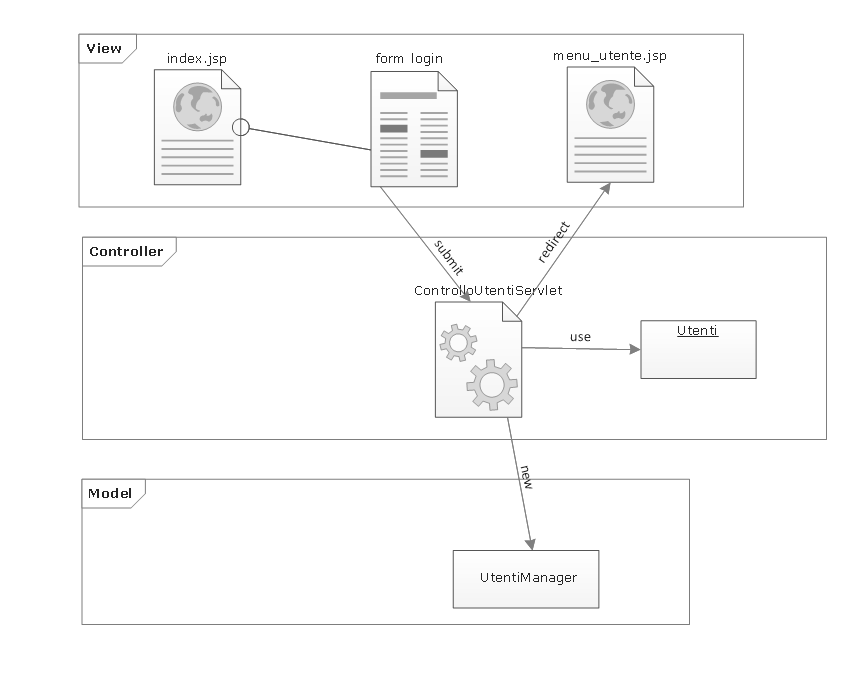 View
index.jsp
form login
menu_utente.jsp
submit
redirect
Controller
ControlloUtentiServlet
use
Utenti
new
Model
UtentiManager